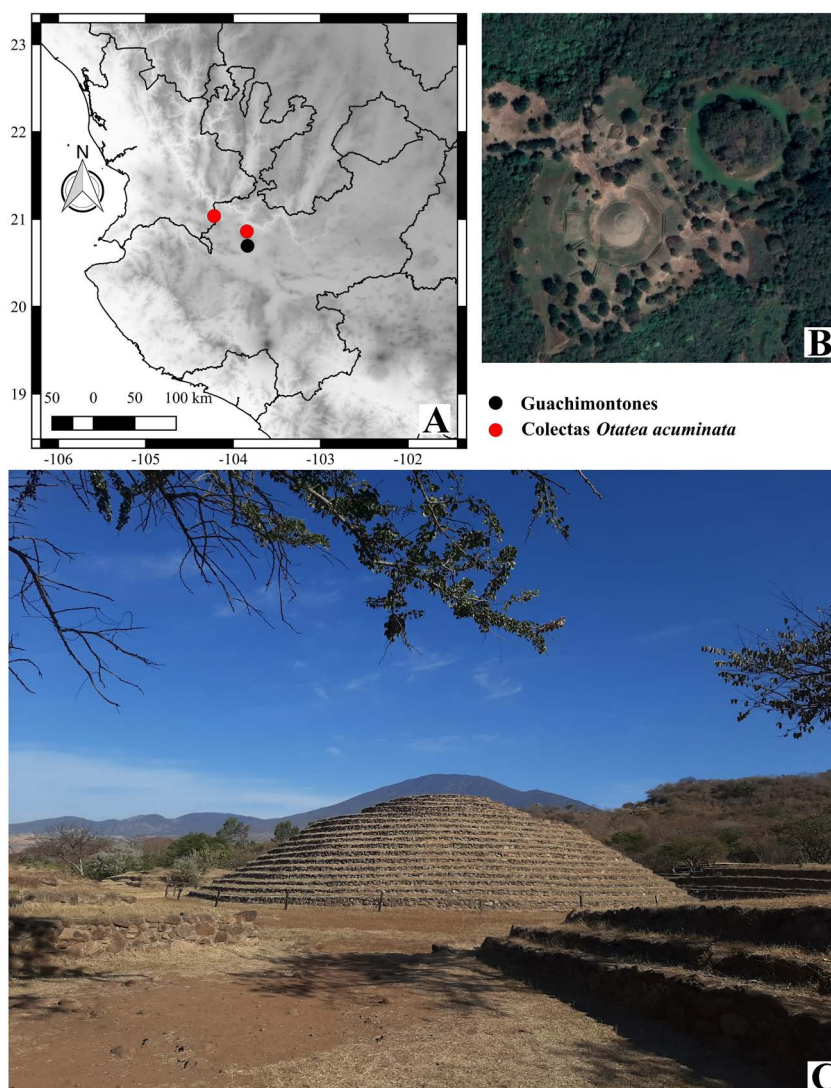 23
22
21
20
19
N
50 0 50 100 km
A
-106 -105 -104 -103 -102
B
Guachimontones
Colectas Otatea acuminata
C